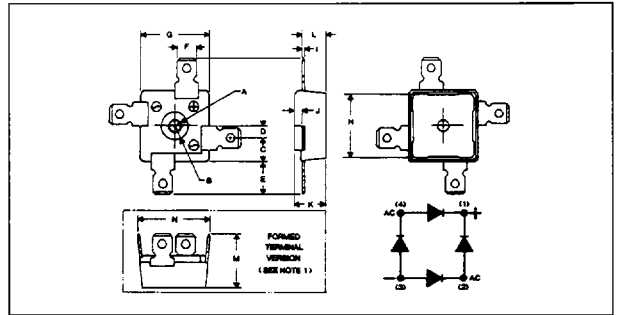 G
F
L
I
A
J
H
D
C
B
E
K
N
M
FORMED
TERMINAL
VERSION
(SEE NOTE 1)
AC (4)
(1) +
- (3)
(2) AC